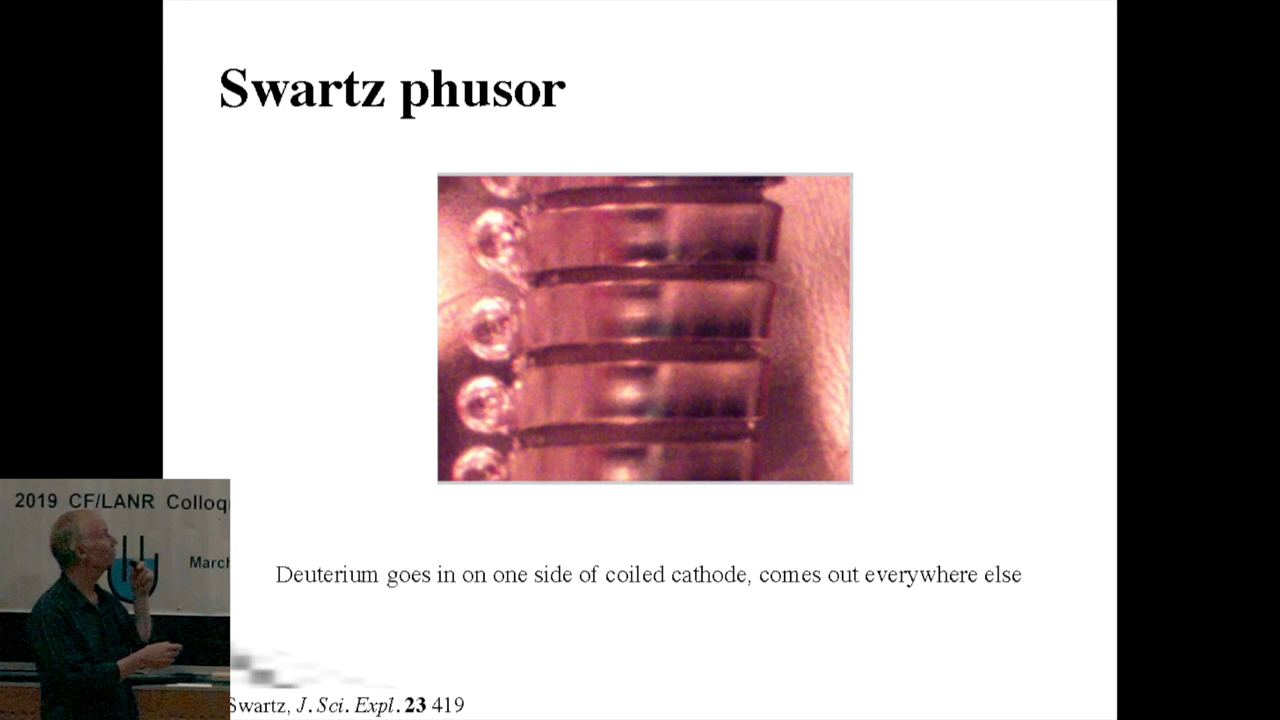 Swartz phusor
Deuterium goes in on one side of coiled cathode, comes out everywhere else
Swartz, J. Sci. Expl. 23 419
2019 CF/LANR Colloq
March